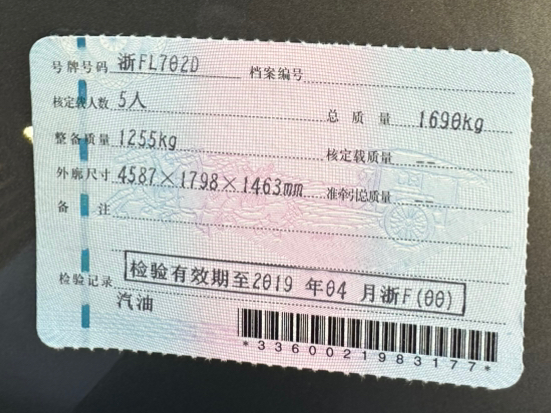 号牌号码 浙FL702D 档案编号
核定载人数 5人 总质量 1690kg
整备质量 1255kg 核定载质量 --
外廓尺寸 4587×1798×1463mm 准牵引总质量 --
备注
检验记录 检验有效期至2019年04月浙F(00)
汽油
*3360021983177*